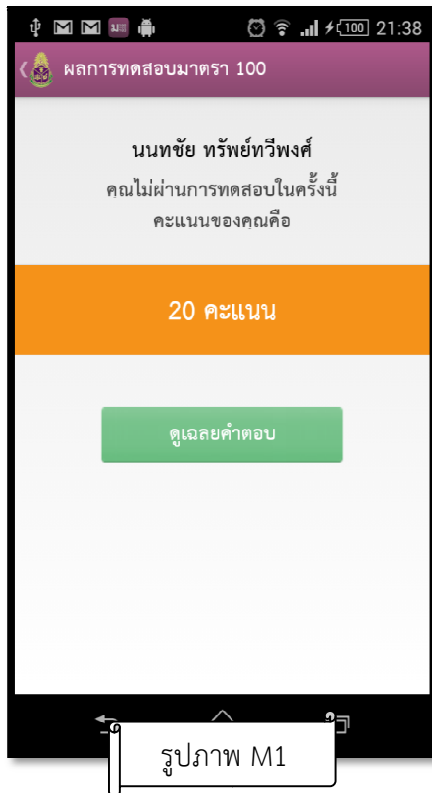 100 21:38
ผลการทดสอบมาตรา 100
นนทชัย ทรัพย์ทวีพงศ์
คุณไม่ผ่านการทดสอบในครั้งนี้
คะแนนของคุณคือ
20 คะแนน
ดูเฉลยคำตอบ
รูปภาพ M1